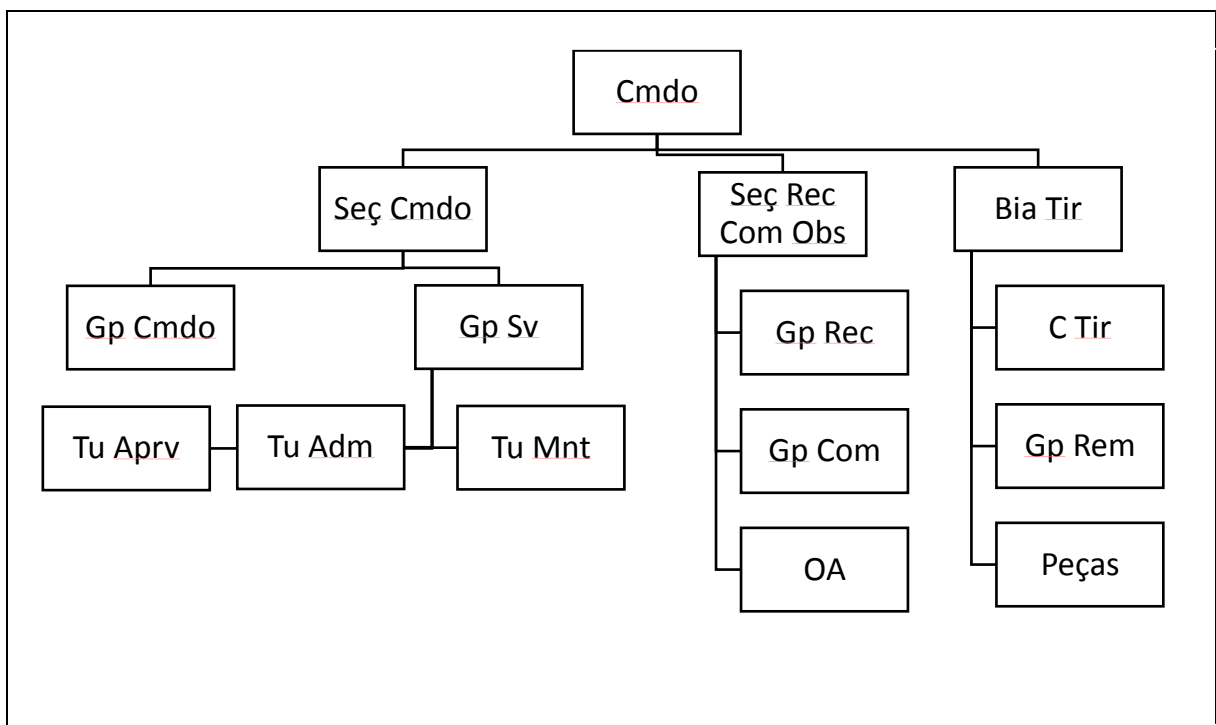 Cmdo
Seç Cmdo
Seç Rec
Com Obs
Bia Tir
Gp Cmdo
Gp Sv
Gp Rec
C Tir
Tu Aprv
Tu Adm
Tu Mnt
Gp Com
Gp Rem
OA
Peças